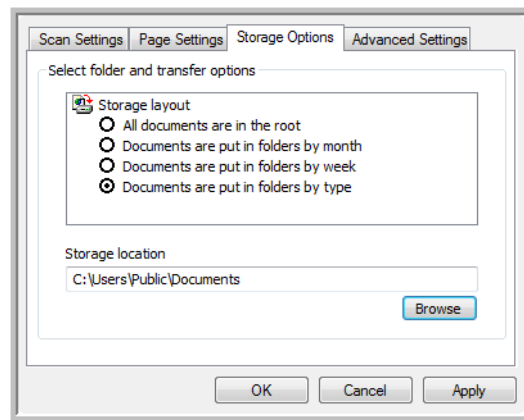 Scan Settings Page Settings Storage Options Advanced Settings
Select folder and transfer options
Storage layout
All documents are in the root
Documents are put in folders by month
Documents are put in folders by week
Documents are put in folders by type
Storage location
C:\Users\Public\Documents
Browse
OK Cancel Apply